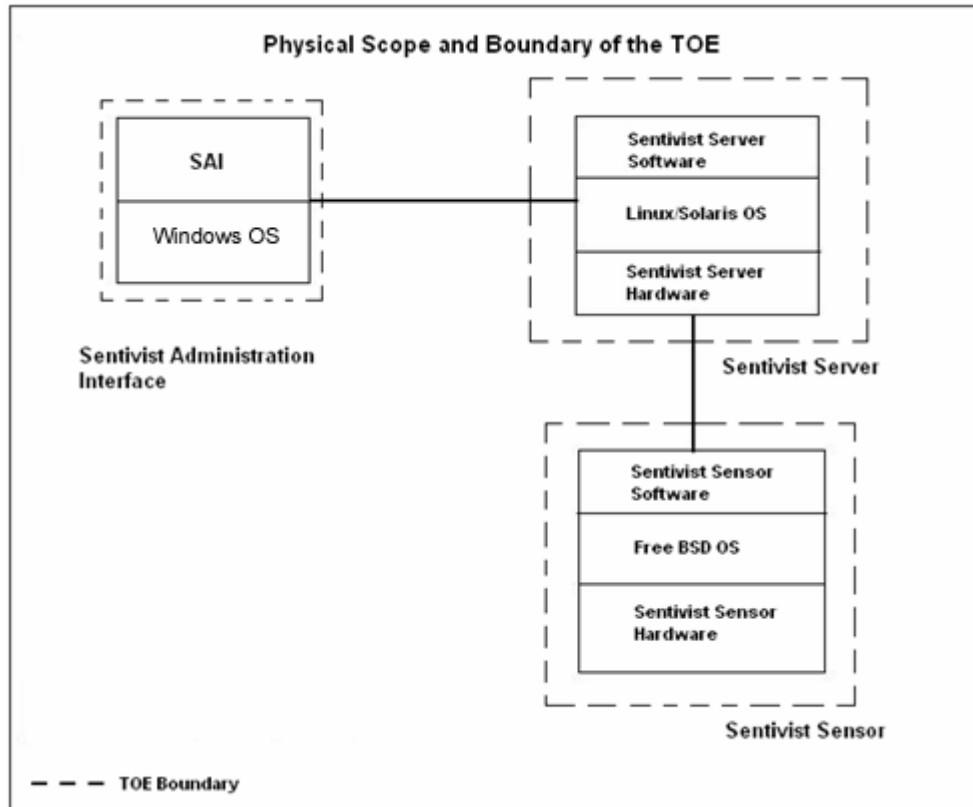 Physical Scope and Boundary of the TOE
SAI
Windows OS
Sentivist Administration
Interface
Sentivist Server
Software
Linux/Solaris OS
Sentivist Server
Hardware
Sentivist Server
Sentivist Sensor
Software
Free BSD OS
Sentivist Sensor
Hardware
Sentivist Sensor
TOE Boundary